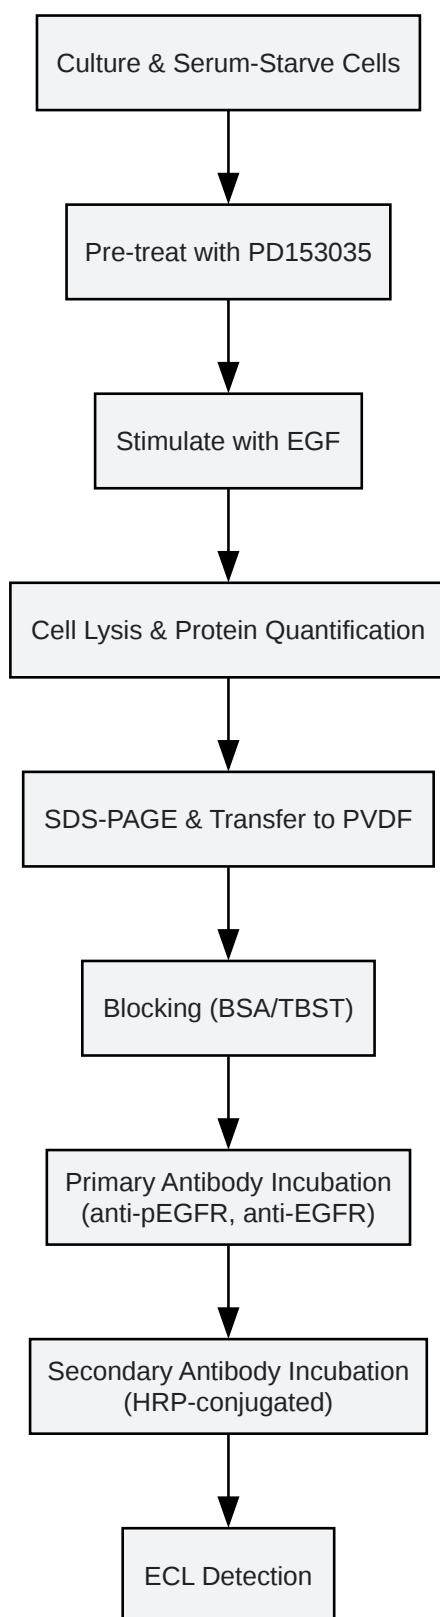 Culture & Serum-Starve Cells
Pre-treat with PD153035
Stimulate with EGF
Cell Lysis & Protein Quantification
SDS-PAGE & Transfer to PVDF
Blocking (BSA/TBST)
Primary Antibody Incubation
(anti-pEGFR, anti-EGFR)
Secondary Antibody Incubation
(HRP-conjugated)
ECL Detection